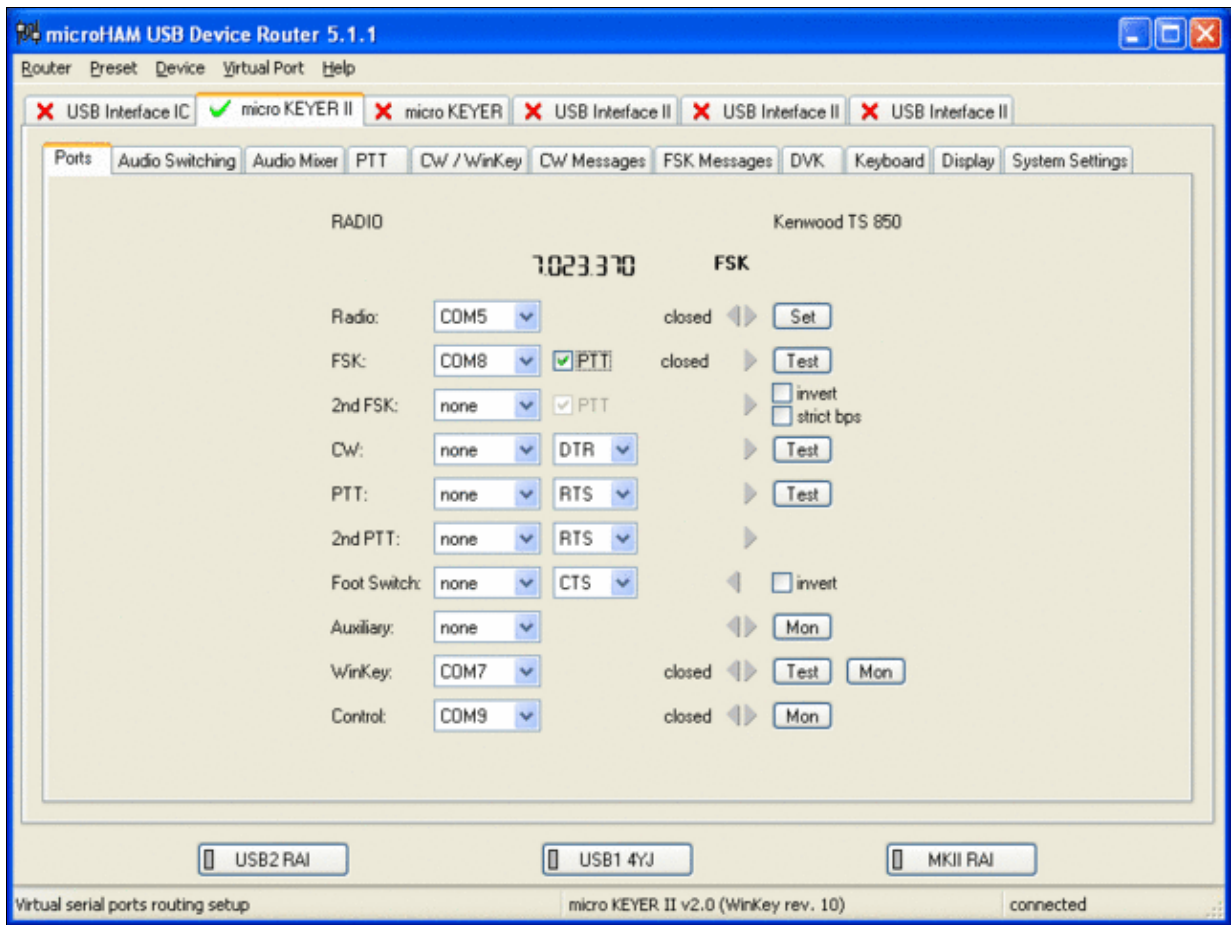 microHAM USB Device Router 5.1.1
Router Preset Device Virtual Port Help
USB Interface IC micro KEYER II micro KEYER USB Interface II USB Interface II USB Interface II
Ports Audio Switching Audio Mixer PTT CW / WinKey CW Messages FSK Messages DVK Keyboard Display System Settings
RADIO Kenwood TS 850
7.023.370 FSK
Radio: COM5 closed Set
FSK: COM8 PTT closed Test
2nd FSK: none PTT invert
strict bps
CW: none DTR Test
PTT: none RTS Test
2nd PTT: none RTS
Foot Switch: none CTS invert
Auxiliary: none Mon
WinKey: COM7 closed Test Mon
Control: COM9 closed Mon
USB2 RAI USB1 4YJ MKII RAI
Virtual serial ports routing setup micro KEYER II v2.0 (WinKey rev. 10) connected